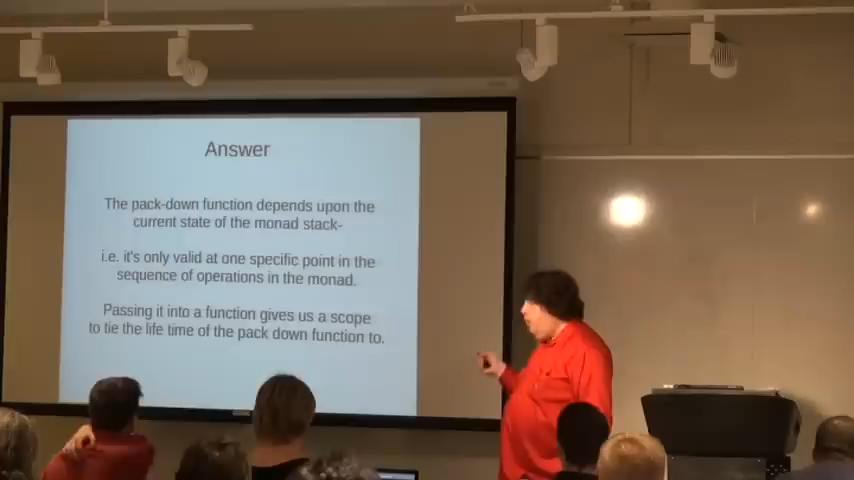 Answer
The pack-down function depends upon the
current state of the monad stack-
i.e. it's only valid at one specific point in the
sequence of operations in the monad.
Passing it into a function gives us a scope
to tie the life time of the pack down function to.